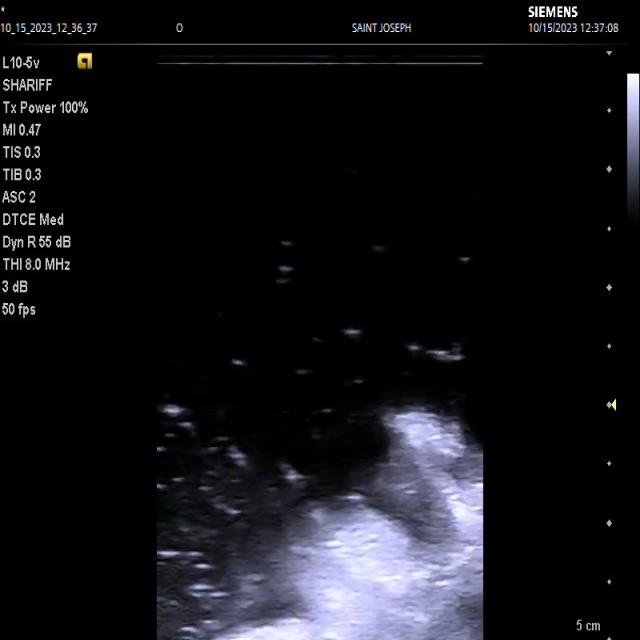 *
SIEMENS
10_15_2023_12_36_37 O SAINT JOSEPH 10/15/2023 12:37:08
L10-5v
SHARIFF
Tx Power 100%
MI 0.47
TIS 0.3
TIB 0.3
ASC 2
DTCE Med
Dyn R 55 dB
THI 8.0 MHz
3 dB
50 fps
5 cm